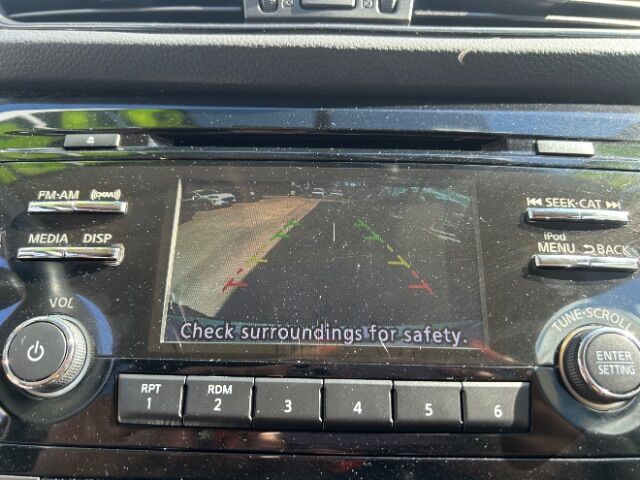 FM·AM ((XM))
MEDIA DISP
VOL
SEEK·CAT
iPod
MENU BACK
TUNE·SCROLL
ENTER
SETTING
Check surroundings for safety.
RPT
1
RDM
2
3
4
5
6